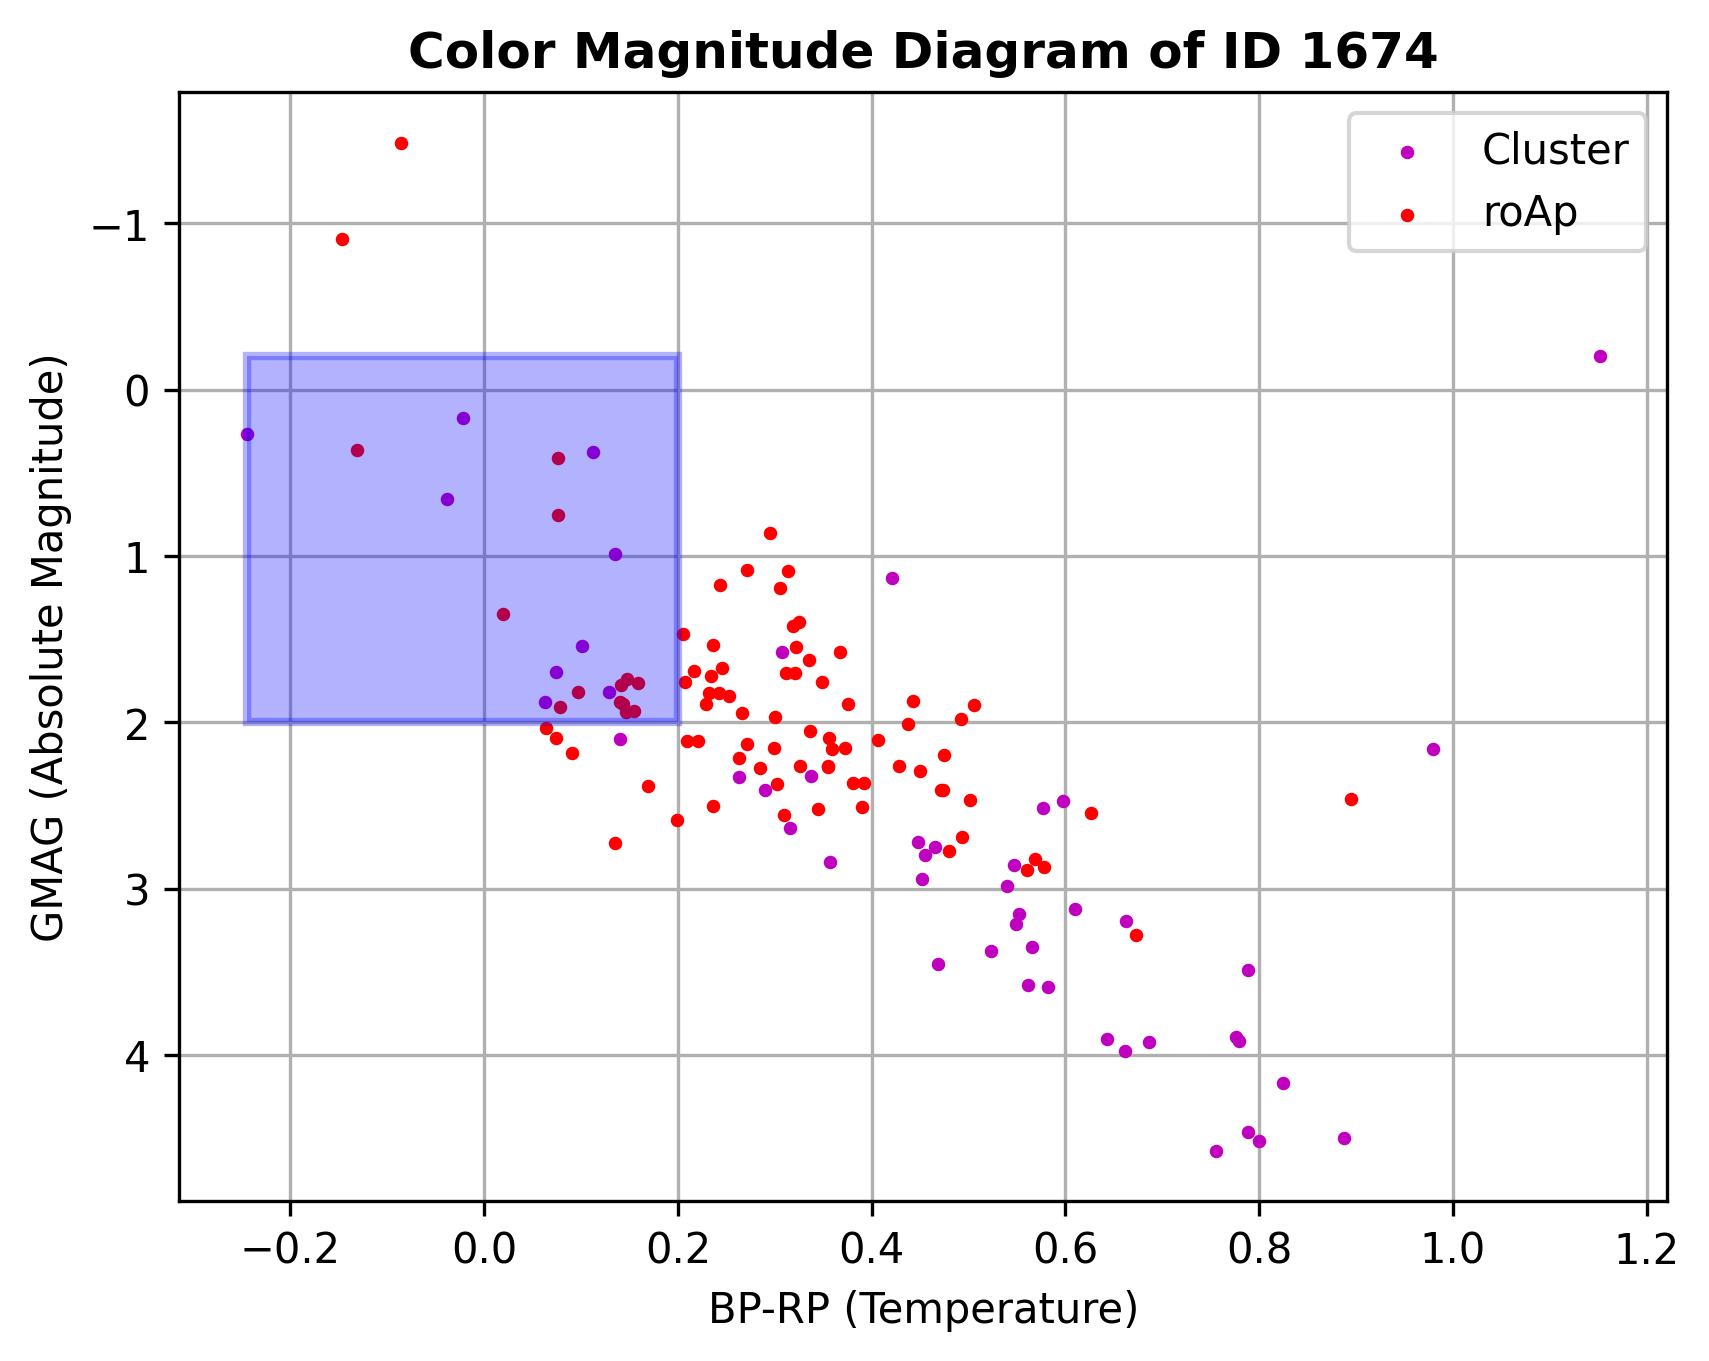 Color Magnitude Diagram of ID 1674
Cluster
roAp
GMAG (Absolute Magnitude)
−1
0
1
2
3
4
−0.2 0.0 0.2 0.4 0.6 0.8 1.0 1.2
BP-RP (Temperature)